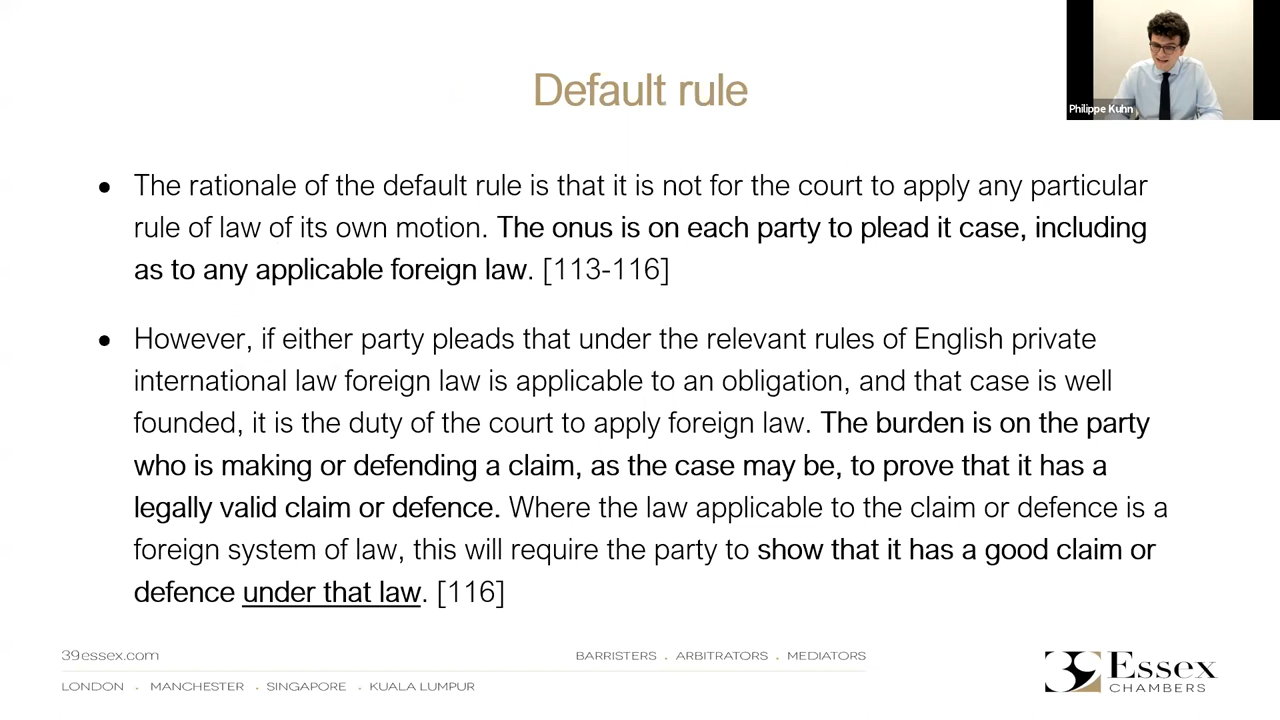 Default rule
Philippe Kuhn
● The rationale of the default rule is that it is not for the court to apply any particular
rule of law of its own motion. The onus is on each party to plead it case, including
as to any applicable foreign law. [113-116]
● However, if either party pleads that under the relevant rules of English private
international law foreign law is applicable to an obligation, and that case is well
founded, it is the duty of the court to apply foreign law. The burden is on the party
who is making or defending a claim, as the case may be, to prove that it has a
legally valid claim or defence. Where the law applicable to the claim or defence is a
foreign system of law, this will require the party to show that it has a good claim or
defence under that law. [116]
39essex.com
BARRISTERS . ARBITRATORS . MEDIATORS
LONDON . MANCHESTER . SINGAPORE . KUALA LUMPUR
39 Essex
CHAMBERS